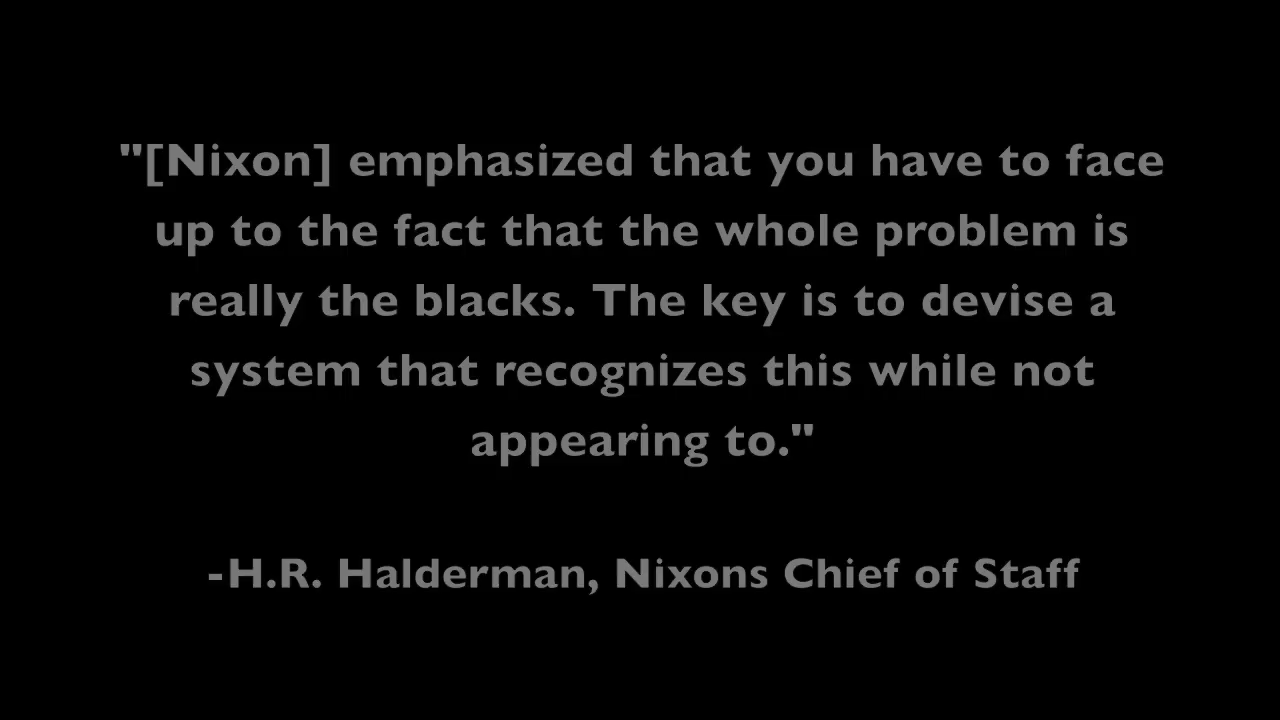 "[Nixon] emphasized that you have to face
up to the fact that the whole problem is
really the blacks. The key is to devise a
system that recognizes this while not
appearing to."
-H.R. Halderman, Nixons Chief of Staff